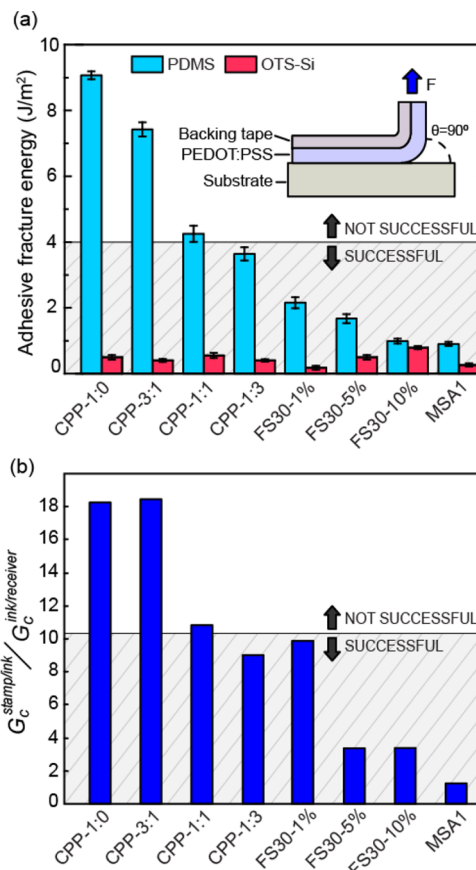 (a)
10
8
6
4
2
0
Adhesive fracture energy (J/m²)
PDMS OTS-Si
F
Backing tape
θ=90º
PEDOT:PSS
Substrate
NOT SUCCESSFUL
SUCCESSFUL
CPP-1:0 CPP-3:1 CPP-1:1 CPP-1:3 FS30-1% FS30-5% FS30-10% MSA1
(b)
18
16
14
12
10
8
6
4
2
0
G_c^stamp/ink / G_c^ink/receiver
NOT SUCCESSFUL
SUCCESSFUL
CPP-1:0 CPP-3:1 CPP-1:1 CPP-1:3 FS30-1% FS30-5% FS30-10% MSA1